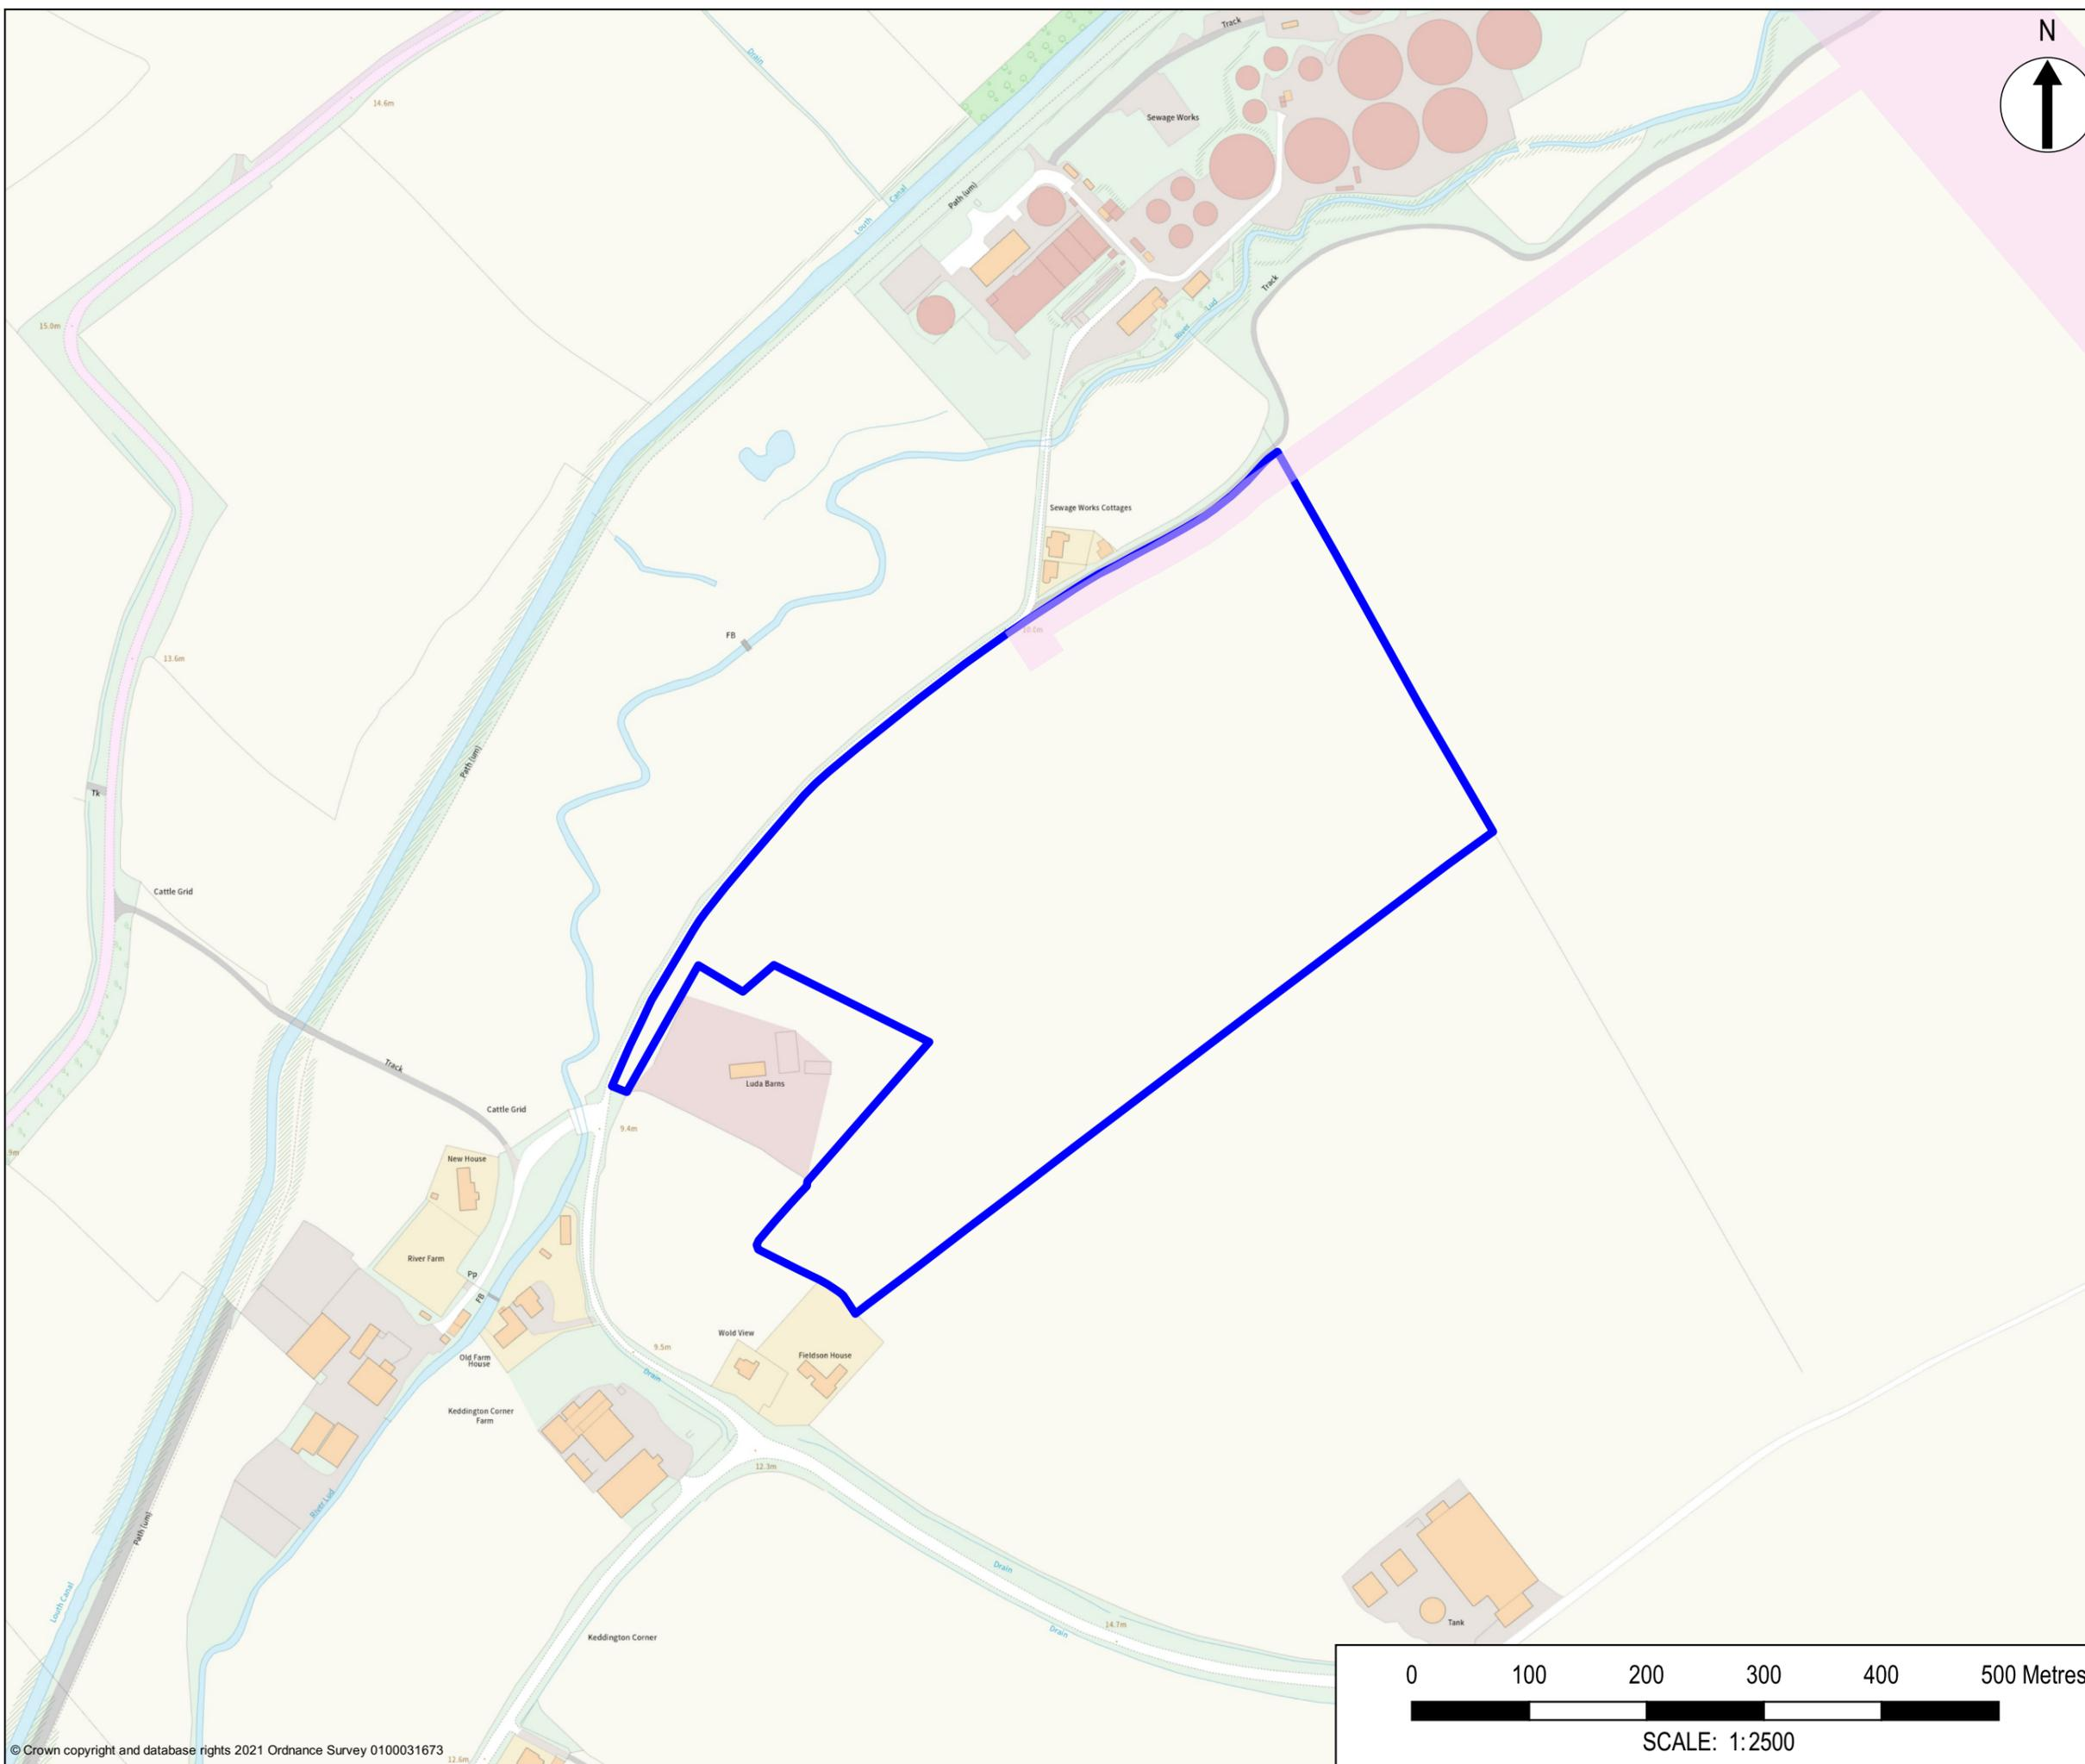 N
Track
Drain
14.6m
Sewage Works
Path (um)
Louth Canal
15.0m
Track
River Lud
Sewage Works Cottages
10.0m
FB
13.6m
Path (um)
Tk
Cattle Grid
Track
Luda Barns
Cattle Grid
9.4m
9m
New House
River Farm
Pp
FB
Wold View
9.5m
Fieldson House
Old Farm
House
Drain
Keddington Corner
Farm
12.3m
River Lud
Path (um)
Drain
Louth Canal
Drain
14.7m
Tank
Keddington Corner
0 100 200 300 400 500 Metres
SCALE: 1:2500
© Crown copyright and database rights 2021 Ordnance Survey 0100031673
12.6m